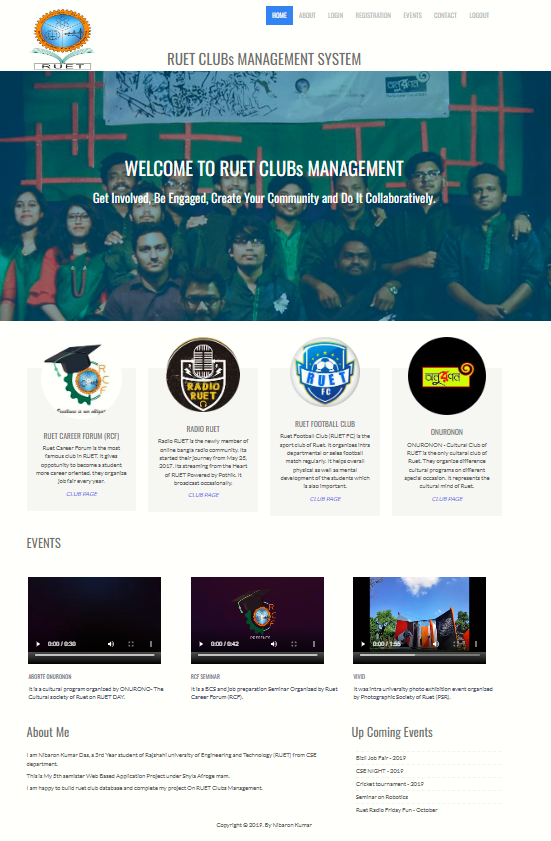 HOME ABOUT LOGIN REGISTRATION EVENTS CONTACT LOGOUT
RUET
RUET CLUBs MANAGEMENT SYSTEM
অনুরণন
WELCOME TO RUET CLUBs MANAGEMENT
Get Involved, Be Engaged, Create Your Community and Do It Collaboratively.
RCF
RADIO RUET
RUET
FC
অনুরণন
RUET CAREER FORUM (RCF)
Ruet Career Forum is the most
famous club in RUET. It gives
oppotunity to become a student
more career oriented. they organize
job fair every year.
CLUB PAGE
RADIO RUET
Radio RUET is the newly member of
online bangla radio community. Its
started their journey from May 25,
2017. Its streaming from the Heart
of RUET Powered by Pathik. It
broadcast occasionally.
CLUB PAGE
RUET FOOTBALL CLUB
Ruet Football Club (RUET FC) is the
sport club of Ruet. It organizes intra
departmental or sales football
match regularly. It helps overall
physical as well as mental
development of the students which
is also important.
CLUB PAGE
ONURONON
ONURONON - Cultural Club of
RUET is the only cultural club of
Ruet. They organize difference
cultural programs on different
special occasion. It represents the
cultural mind of Ruet.
CLUB PAGE
EVENTS
0:00 / 0:30
RCF
0:00 / 0:42
0:00 / 1:55
ABORTE ONURONON
It is a cultural program organized by ONURONO- The
Cultural society of Ruet on RUET DAY.
RCF SEMINAR
It is a BCS and job preparation Seminar Organized by Ruet
Career Forum (RCF).
VIVID
It was intra university photo exhibition event organized
by Photographic Society of Ruet (PSR).
About Me
I am Nibaron Kumar Das, a 3rd Year student of Rajshahi university of Engineering and Technology (RUET) from CSE
department.
This is My 5th semister Web Based Application Project under Shyla Afroge mam.
I am happy to build ruet club database and complete my project On RUET Clubs Management.
Up Coming Events
Bizli Job Fair - 2019
CSE NIGHT - 2019
Cricket tournament - 2019
Seminar on Robotics
Ruet Radio Friday Fun - October
Copyright © 2019. By Nibaron Kumar